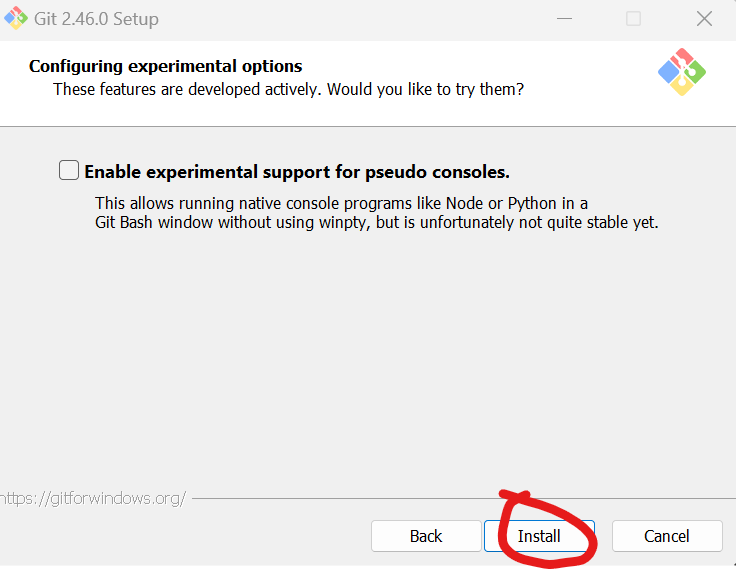 Git 2.46.0 Setup
Configuring experimental options
These features are developed actively. Would you like to try them?
Enable experimental support for pseudo consoles.
This allows running native console programs like Node or Python in a
Git Bash window without using winpty, but is unfortunately not quite stable yet.
https://gitforwindows.org/
Back Install Cancel